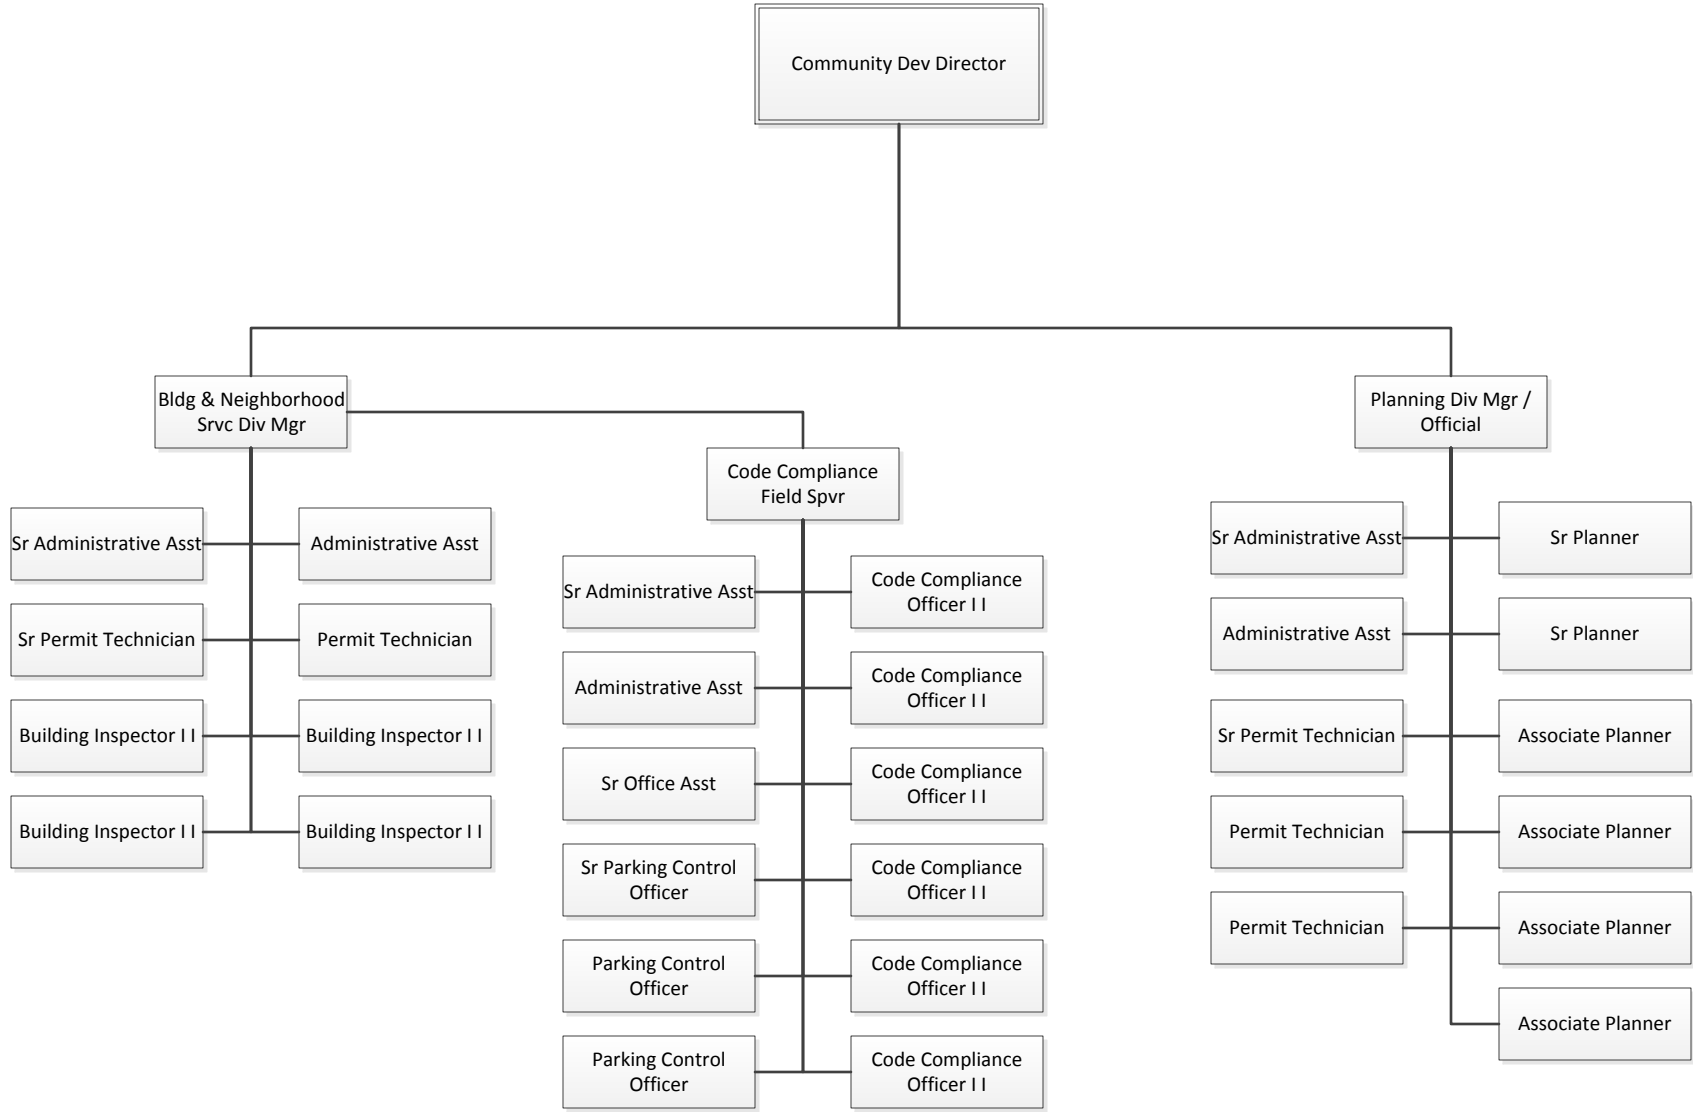 Community Dev Director
Bldg & Neighborhood
Srvc Div Mgr
Planning Div Mgr /
Official
Code Compliance
Field Spvr
Sr Administrative Asst
Administrative Asst
Sr Permit Technician
Permit Technician
Building Inspector I I
Building Inspector I I
Building Inspector I I
Building Inspector I I
Sr Administrative Asst
Code Compliance
Officer I I
Administrative Asst
Code Compliance
Officer I I
Sr Office Asst
Code Compliance
Officer I I
Sr Parking Control
Officer
Code Compliance
Officer I I
Parking Control
Officer
Code Compliance
Officer I I
Parking Control
Officer
Code Compliance
Officer I I
Sr Administrative Asst
Sr Planner
Administrative Asst
Sr Planner
Sr Permit Technician
Associate Planner
Permit Technician
Associate Planner
Permit Technician
Associate Planner
Associate Planner